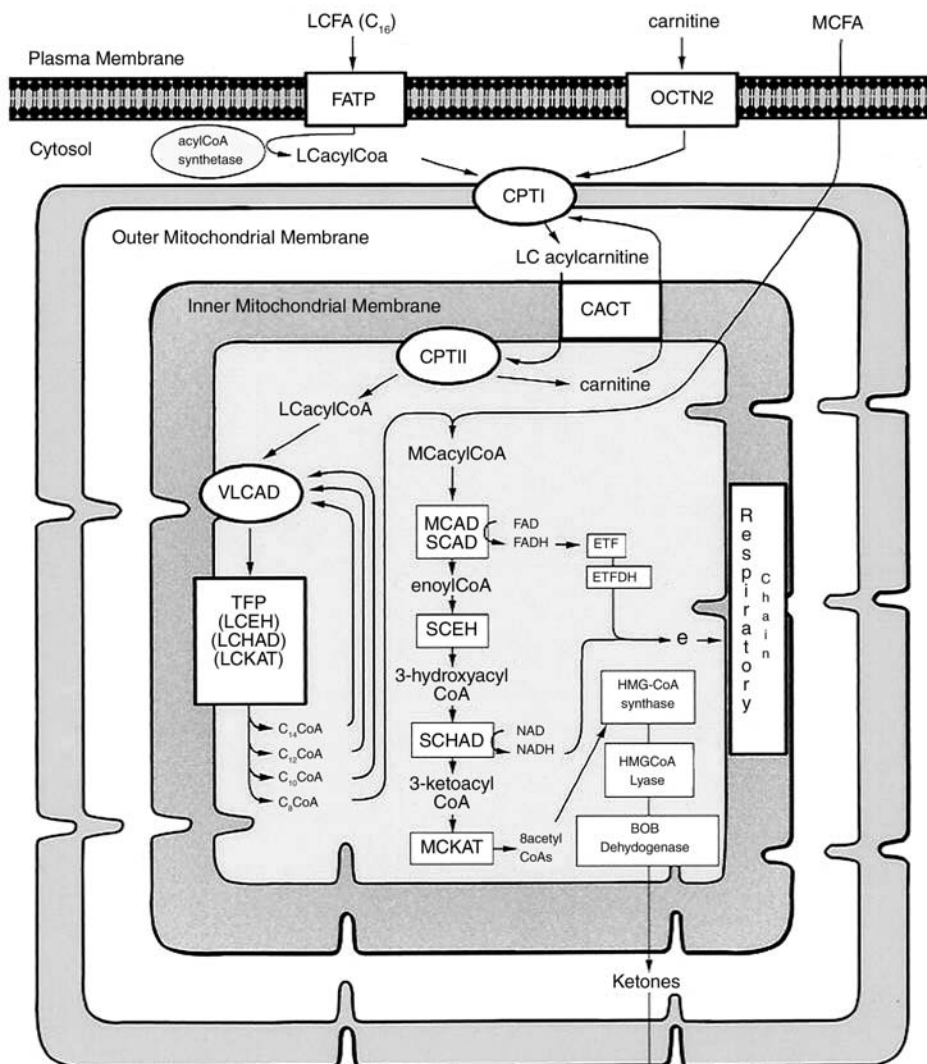 LCFA (C₁₆)
carnitine
MCFA
Plasma Membrane
FATP
OCTN2
Cytosol
acylCoA
synthetase
LCacylCoa
CPTI
Outer Mitochondrial Membrane
LC acylcarnitine
Inner Mitochondrial Membrane
CACT
CPTII
carnitine
LCacylCoA
MCacylCoA
VLCAD
MCAD
SCAD
FAD
FADH
ETF
ETFDH
enoylCoA
TFP
(LCEH)
(LCHAD)
(LCKAT)
SCEH
e
Respiratory
Chain
3-hydroxyacyl
CoA
HMG-CoA
synthase
C₁₄CoA
C₁₂CoA
C₁₀CoA
C₈CoA
SCHAD
NAD
NADH
HMGCoA
Lyase
3-ketoacyl
CoA
MCKAT
8acetyl
CoAs
BOB
Dehydogenase
Ketones